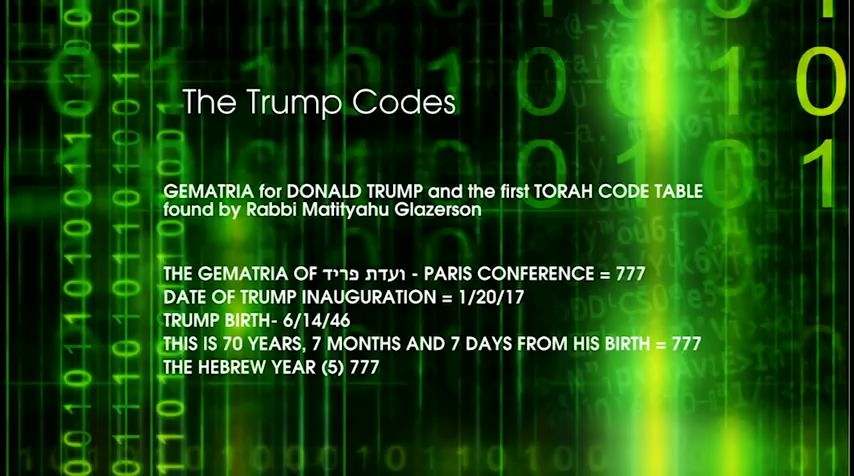 The Trump Codes
GEMATRIA for DONALD TRUMP and the first TORAH CODE TABLE
found by Rabbi Matityahu Glazerson
THE GEMATRIA OF ועדת פריד - PARIS CONFERENCE = 777
DATE OF TRUMP INAUGURATION = 1/20/17
TRUMP BIRTH- 6/14/46
THIS IS 70 YEARS, 7 MONTHS AND 7 DAYS FROM HIS BIRTH = 777
THE HEBREW YEAR (5) 777